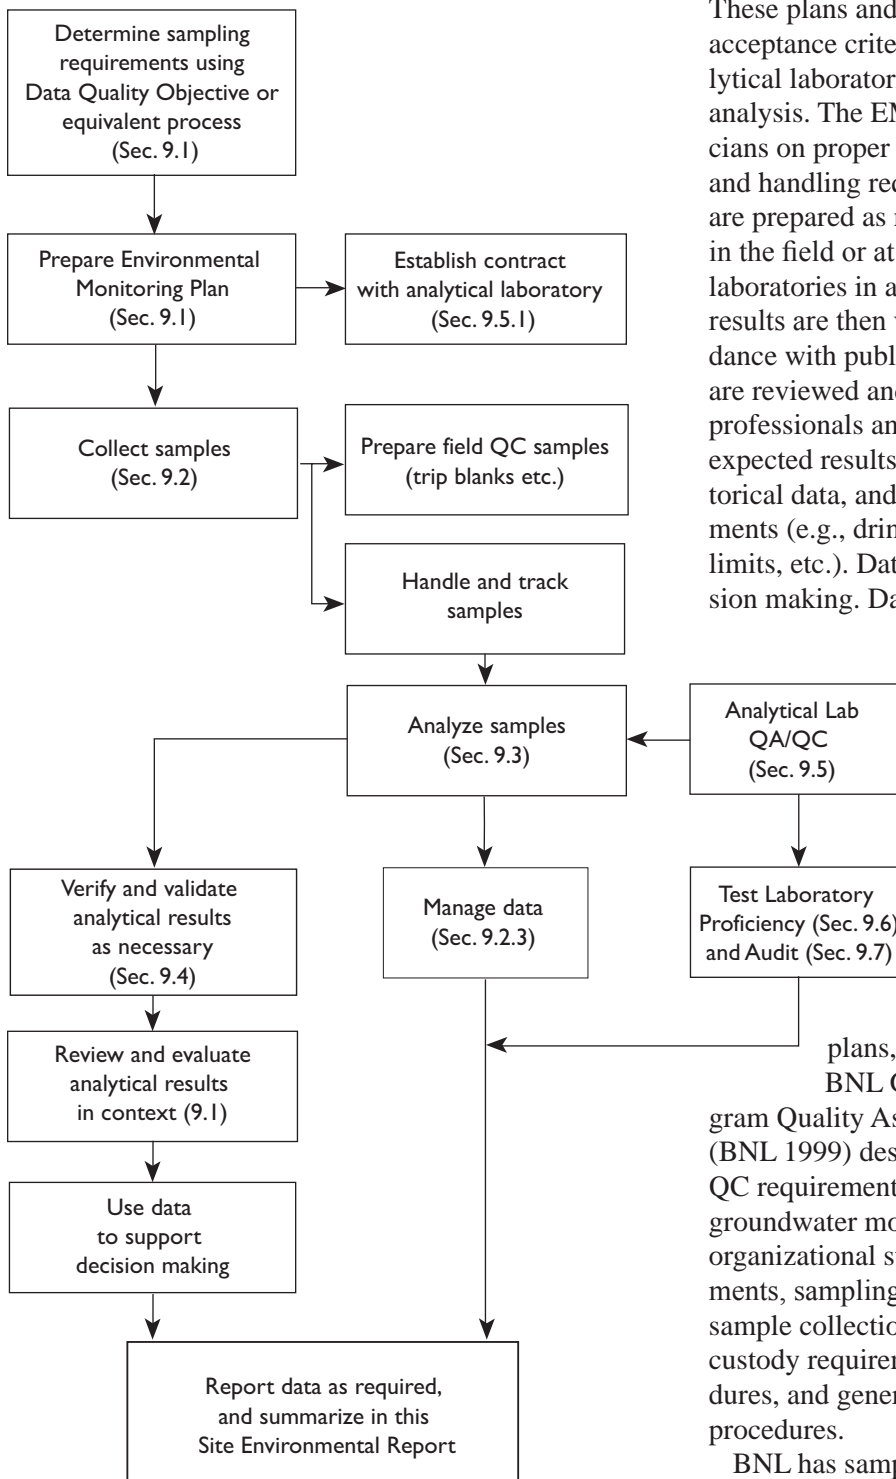 Determine sampling
requirements using
Data Quality Objective or
equivalent process
(Sec. 9.1)
Prepare Environmental
Monitoring Plan
(Sec. 9.1)
Establish contract
with analytical laboratory
(Sec. 9.5.1)
Collect samples
(Sec. 9.2)
Prepare field QC samples
(trip blanks etc.)
Handle and track
samples
Analyze samples
(Sec. 9.3)
Analytical Lab
QA/QC
(Sec. 9.5)
Verify and validate
analytical results
as necessary
(Sec. 9.4)
Manage data
(Sec. 9.2.3)
Test Laboratory
Proficiency (Sec. 9.6)
and Audit (Sec. 9.7)
Review and evaluate
analytical results
in context (9.1)
Use data
to support
decision making
Report data as required,
and summarize in this
Site Environmental Report
These plans and
acceptance crite
lytical laborator
analysis. The EM
cians on proper
and handling req
are prepared as
in the field or at
laboratories in a
results are then
dance with publ
are reviewed and
professionals an
expected results
torical data, and
ments (e.g., drin
limits, etc.). Dat
sion making. Da
plans,
BNL
gram Quality As
(BNL 1999) des
QC requirement
groundwater mo
organizational s
ments, sampling
sample collection
custody requirem
dures, and gener
procedures.
BNL has samp